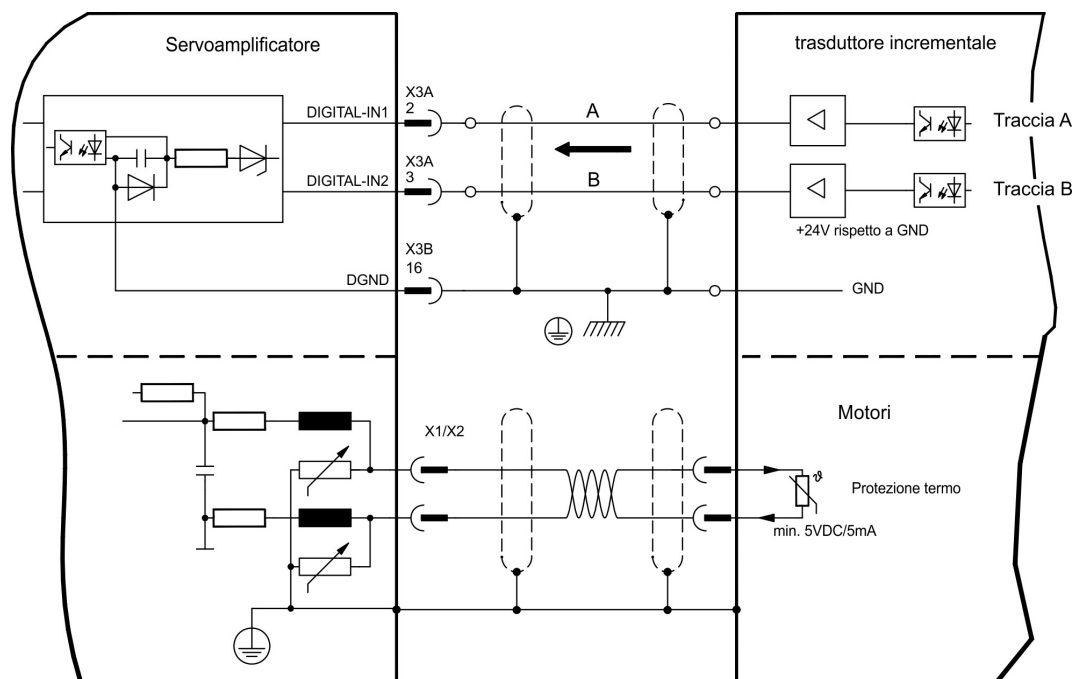 Servoamplificatore
trasduttore incrementale
DIGITAL-IN1
X3A
2
A
Traccia A
DIGITAL-IN2
X3A
3
B
Traccia B
+24V rispetto a GND
X3B
16
DGND
GND
Motori
X1/X2
ϑ
Protezione termo
min. 5VDC/5mA